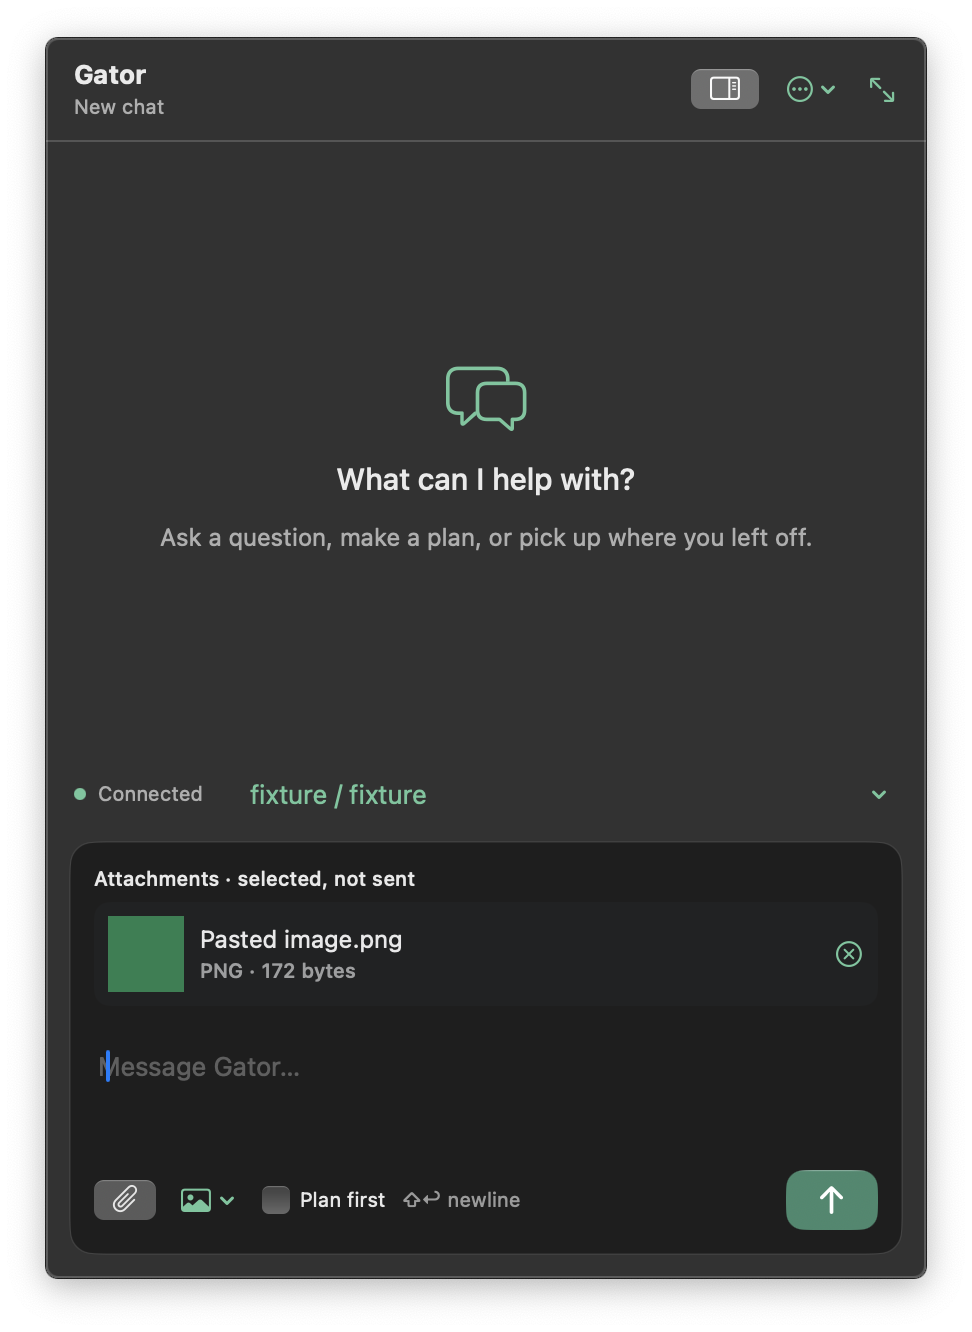 Gator
New chat
What can I help with?
Ask a question, make a plan, or pick up where you left off.
Connected
fixture / fixture
Attachments · selected, not sent
Pasted image.png
PNG · 172 bytes
Message Gator...
Plan first
⇧↩ newline